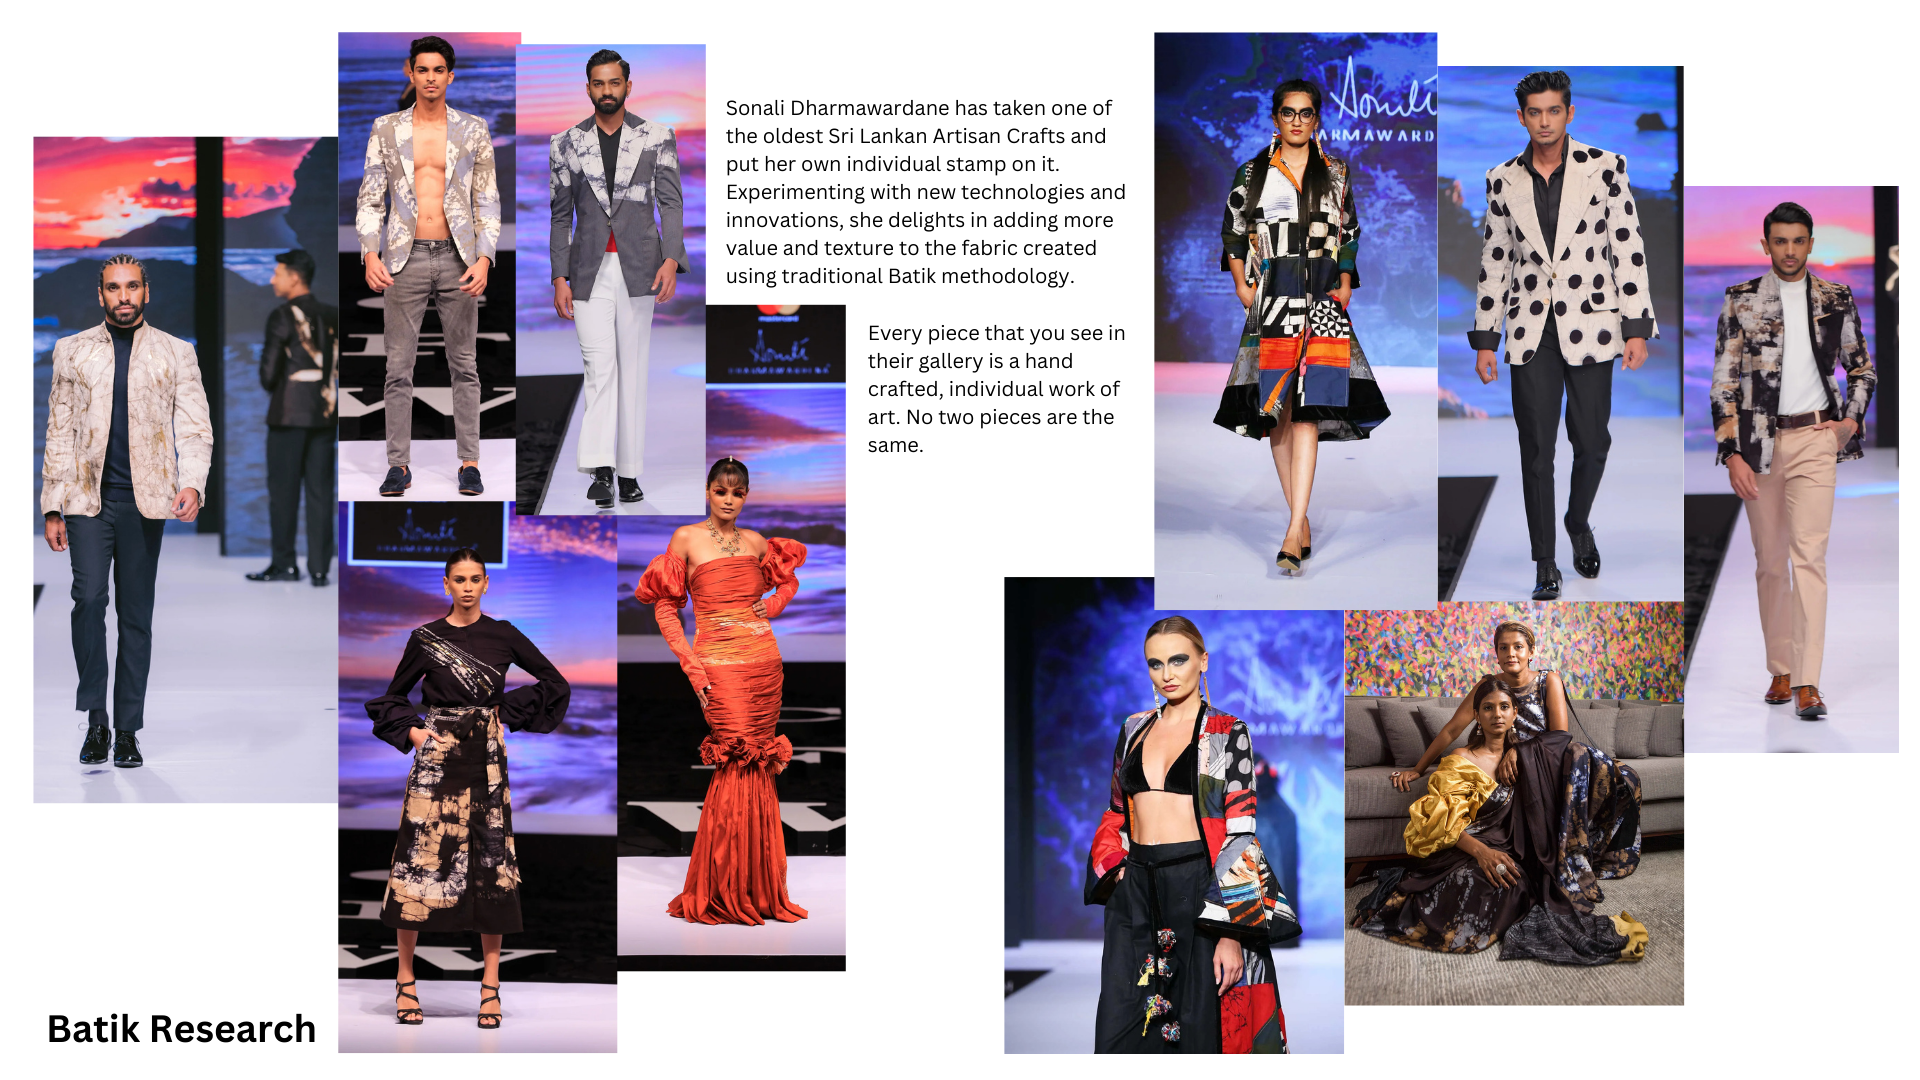 Sonali Dharmawardane has taken one of
the oldest Sri Lankan Artisan Crafts and
put her own individual stamp on it.
Experimenting with new technologies and
innovations, she delights in adding more
value and texture to the fabric created
using traditional Batik methodology.
Every piece that you see in
their gallery is a hand
crafted, individual work of
art. No two pieces are the
same.
Batik Research